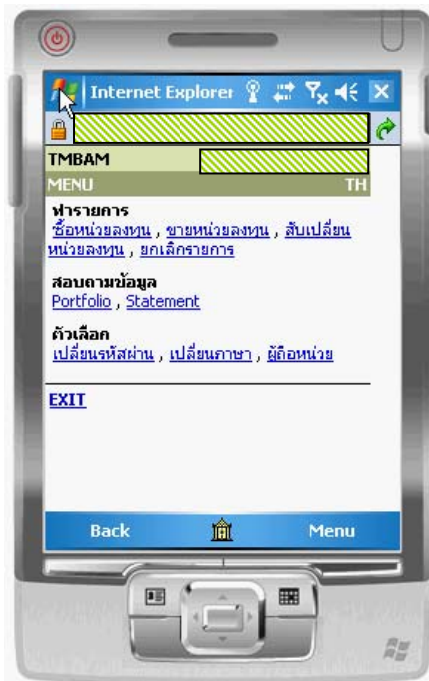 Internet Explorer
TMBAM
MENU TH
ทำรายการ
ซื้อหน่วยลงทุน , ขายหน่วยลงทุน , สับเปลี่ยน
หน่วยลงทุน , ยกเลิกรายการ
สอบถามข้อมูล
Portfolio , Statement
ตัวเลือก
เปลี่ยนรหัสผ่าน , เปลี่ยนภาษา , ผู้ถือหน่วย
EXIT
Back Menu